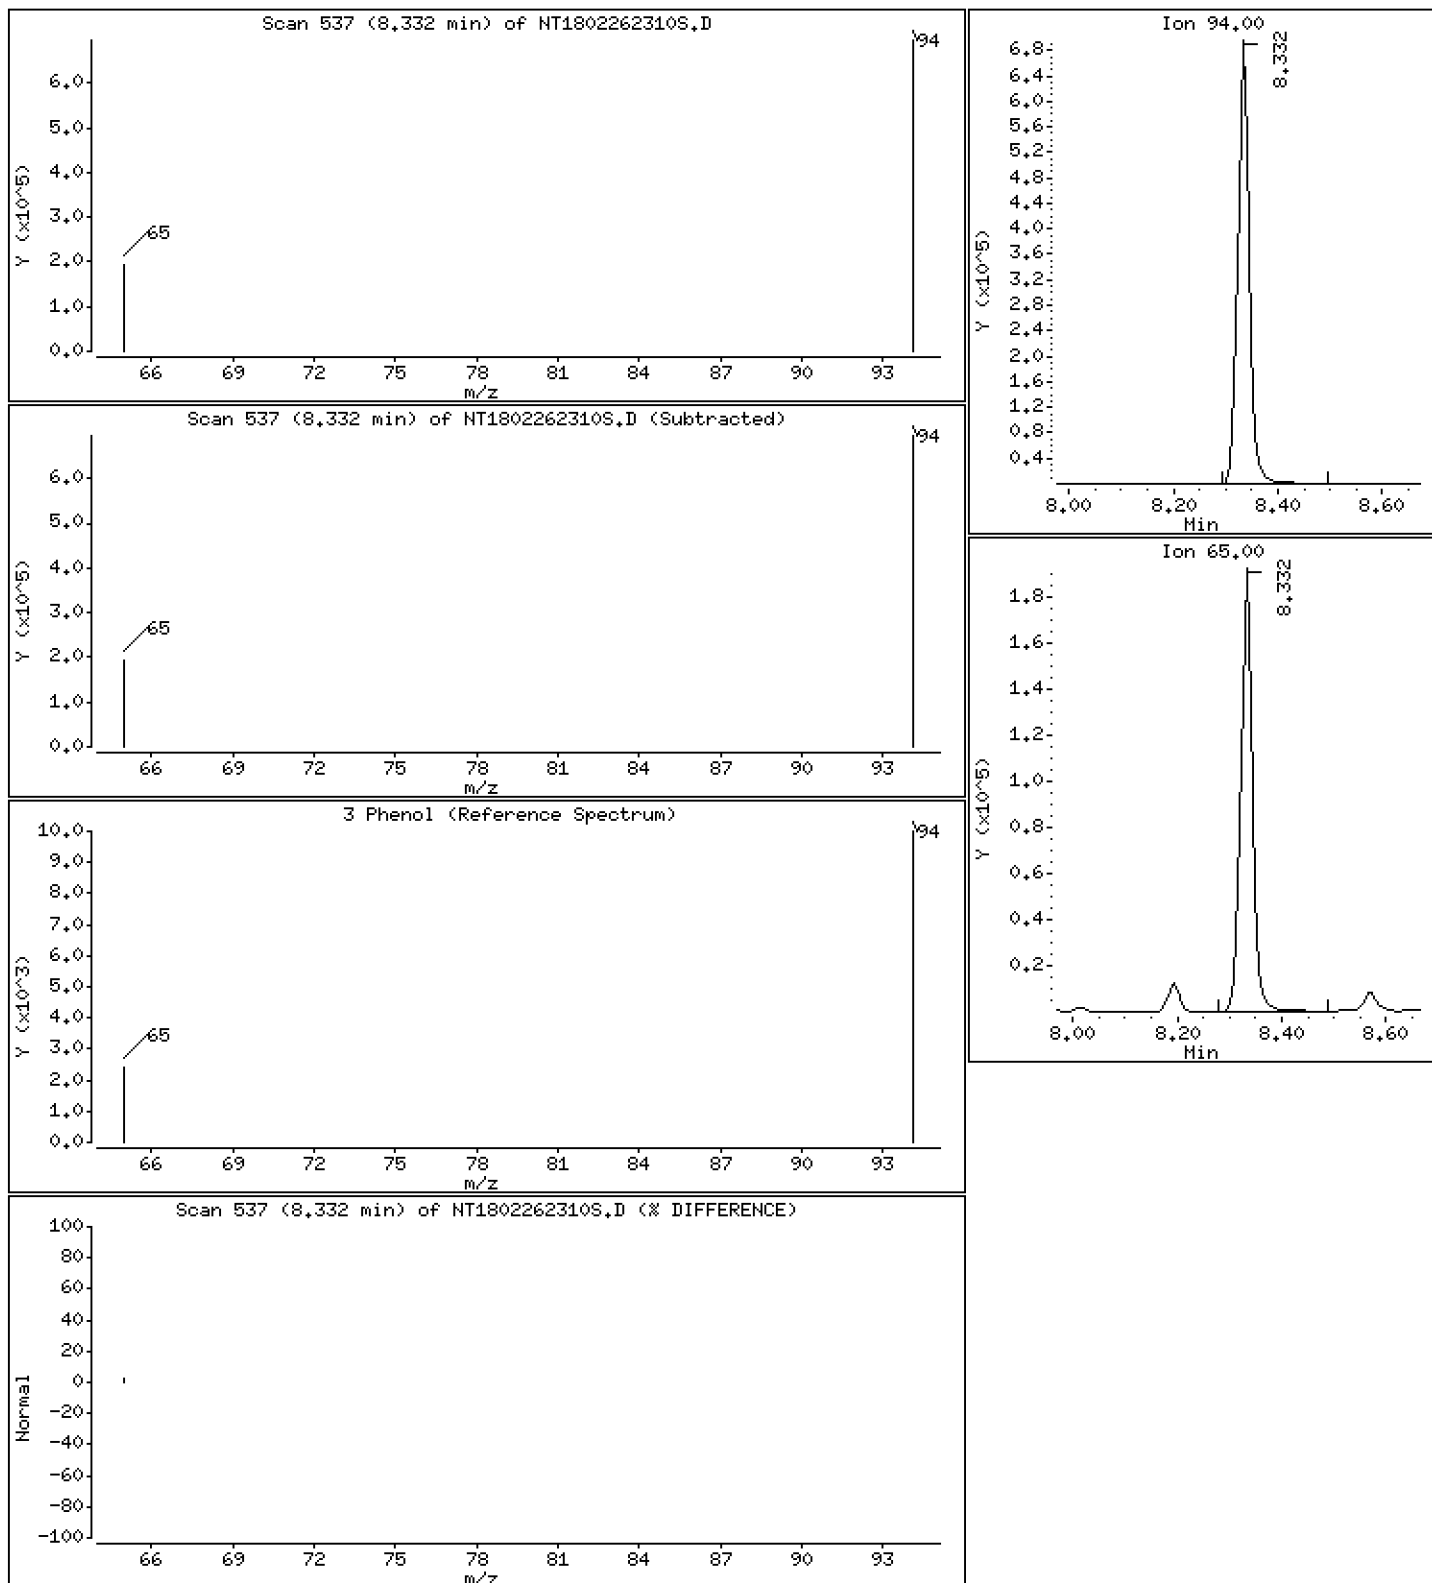 Scan 537 (8.332 min) of NT1802262310S.D
94
6.0
5.0
4.0
3.0
65
2.0
1.0
0.0
Y (x10^5)
66 69 72 75 78 81 84 87 90 93
m/z
Scan 537 (8.332 min) of NT1802262310S.D (Subtracted)
94
6.0
5.0
4.0
3.0
65
2.0
1.0
0.0
Y (x10^5)
66 69 72 75 78 81 84 87 90 93
m/z
3 Phenol (Reference Spectrum)
10.0
94
9.0
8.0
7.0
6.0
5.0
4.0
65
3.0
2.0
1.0
0.0
Y (x10^3)
66 69 72 75 78 81 84 87 90 93
m/z
Scan 537 (8.332 min) of NT1802262310S.D (% DIFFERENCE)
100
80
60
40
20
0
-20
-40
-60
-80
-100
Normal
66 69 72 75 78 81 84 87 90 93
m/z
Ion 94.00
8.332
6.8
6.4
6.0
5.6
5.2
4.8
4.4
4.0
3.6
3.2
2.8
2.4
2.0
1.6
1.2
0.8
0.4
Y (x10^5)
8.00 8.20 8.40 8.60
Min
Ion 65.00
8.332
1.8
1.6
1.4
1.2
1.0
0.8
0.6
0.4
0.2
Y (x10^5)
8.00 8.20 8.40 8.60
Min